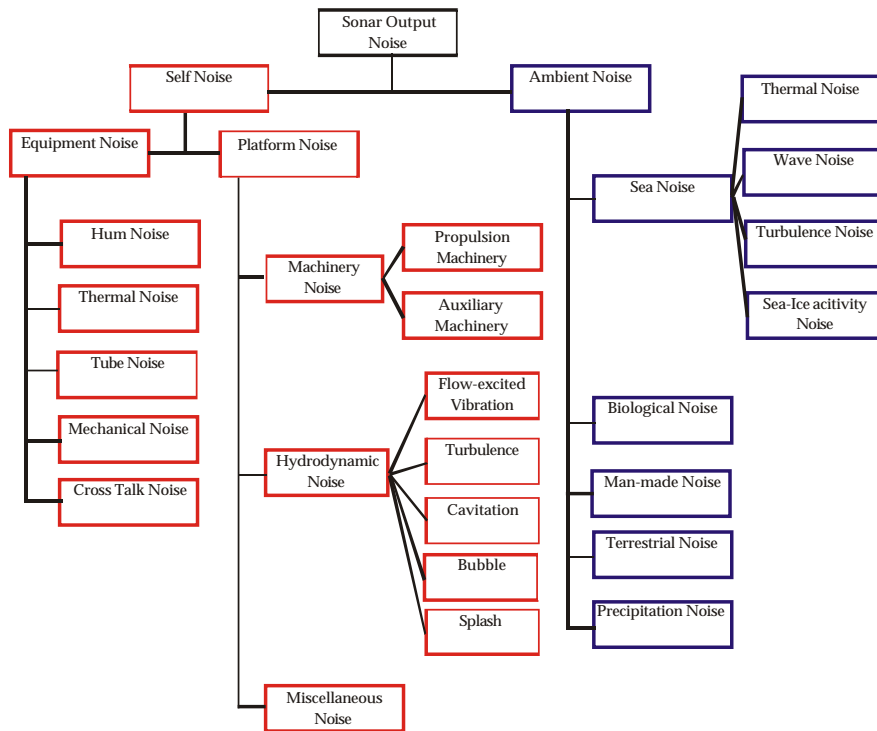 Sonar Output
Noise
Self Noise
Ambient Noise
Equipment Noise
Platform Noise
Hum Noise
Thermal Noise
Tube Noise
Mechanical Noise
Cross Talk Noise
Machinery
Noise
Propulsion
Machinery
Auxiliary
Machinery
Hydrodynamic
Noise
Flow-excited
Vibration
Turbulence
Cavitation
Bubble
Splash
Miscellaneous
Noise
Sea Noise
Thermal Noise
Wave Noise
Turbulence Noise
Sea-Ice acitivity
Noise
Biological Noise
Man-made Noise
Terrestrial Noise
Precipitation Noise